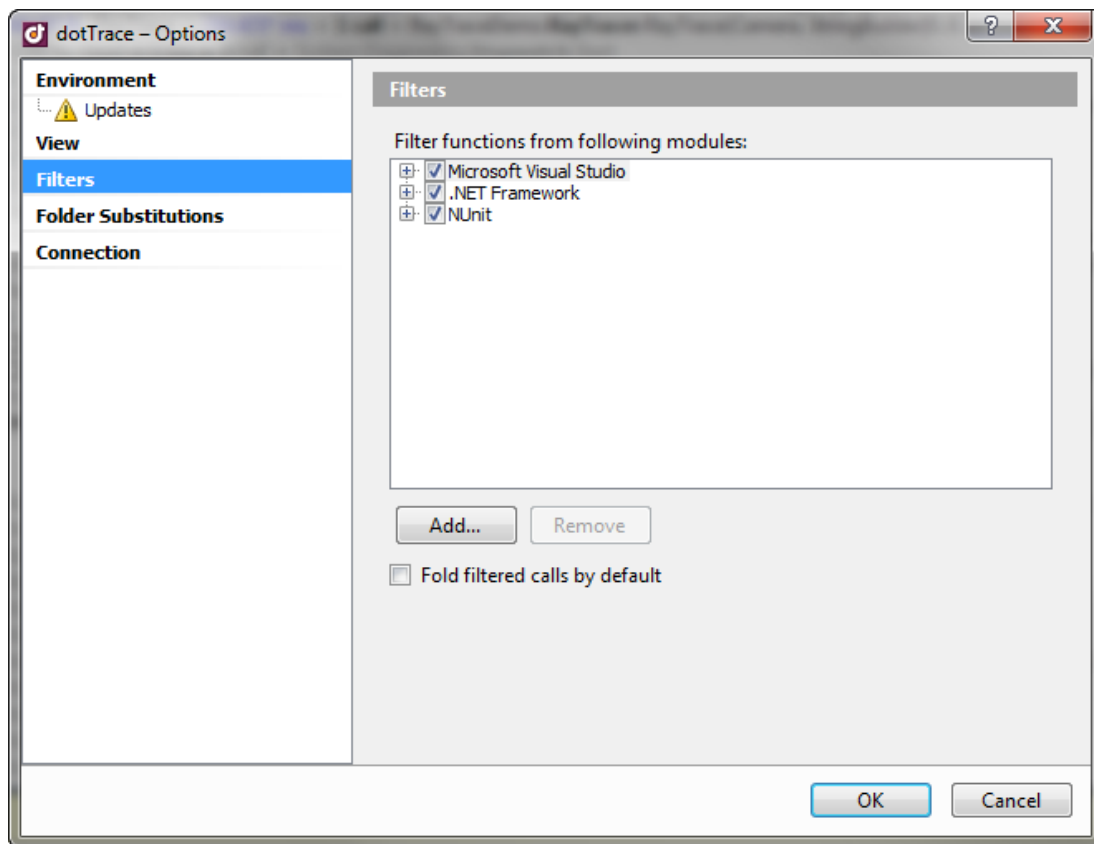 dotTrace – Options
?
X
Environment
Updates
View
Filters
Folder Substitutions
Connection
Filters
Filter functions from following modules:
Microsoft Visual Studio
.NET Framework
NUnit
Add...
Remove
Fold filtered calls by default
OK
Cancel